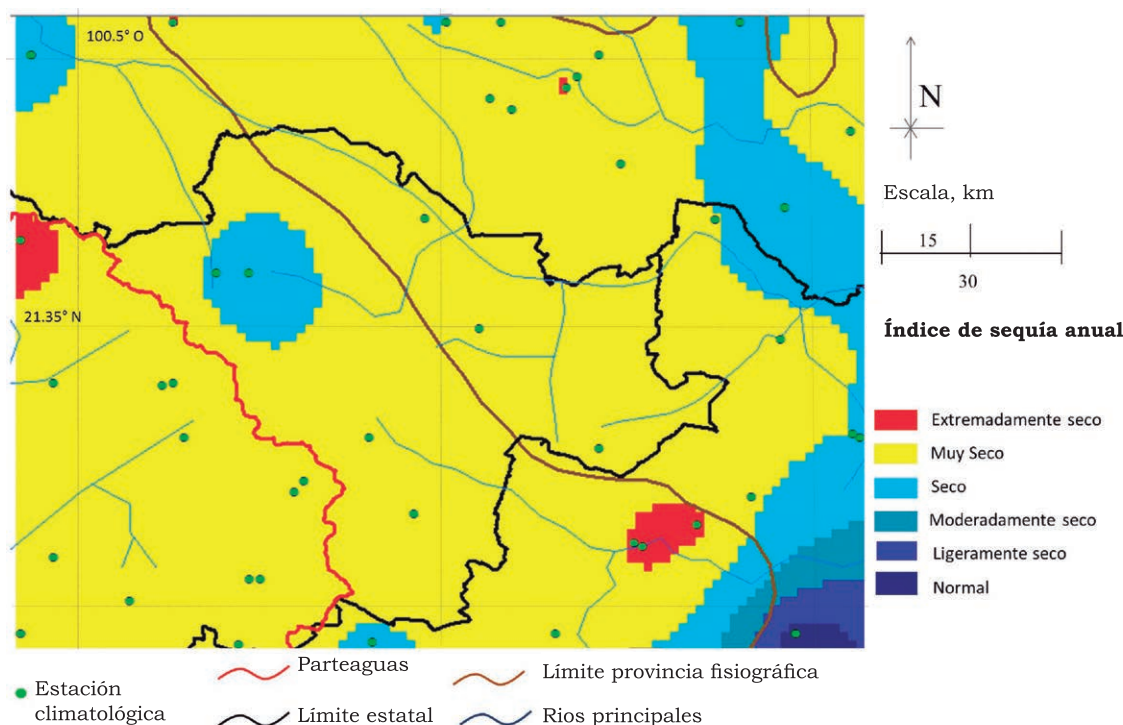 100.5° O
21.35° N
N
Escala, km
15
30
Índice de sequía anual
Extremadamente seco
Muy Seco
Seco
Moderadamente seco
Ligeramente seco
Normal
Estación
climatológica
Parteaguas
Límite estatal
Límite provincia fisiográfica
Rios principales